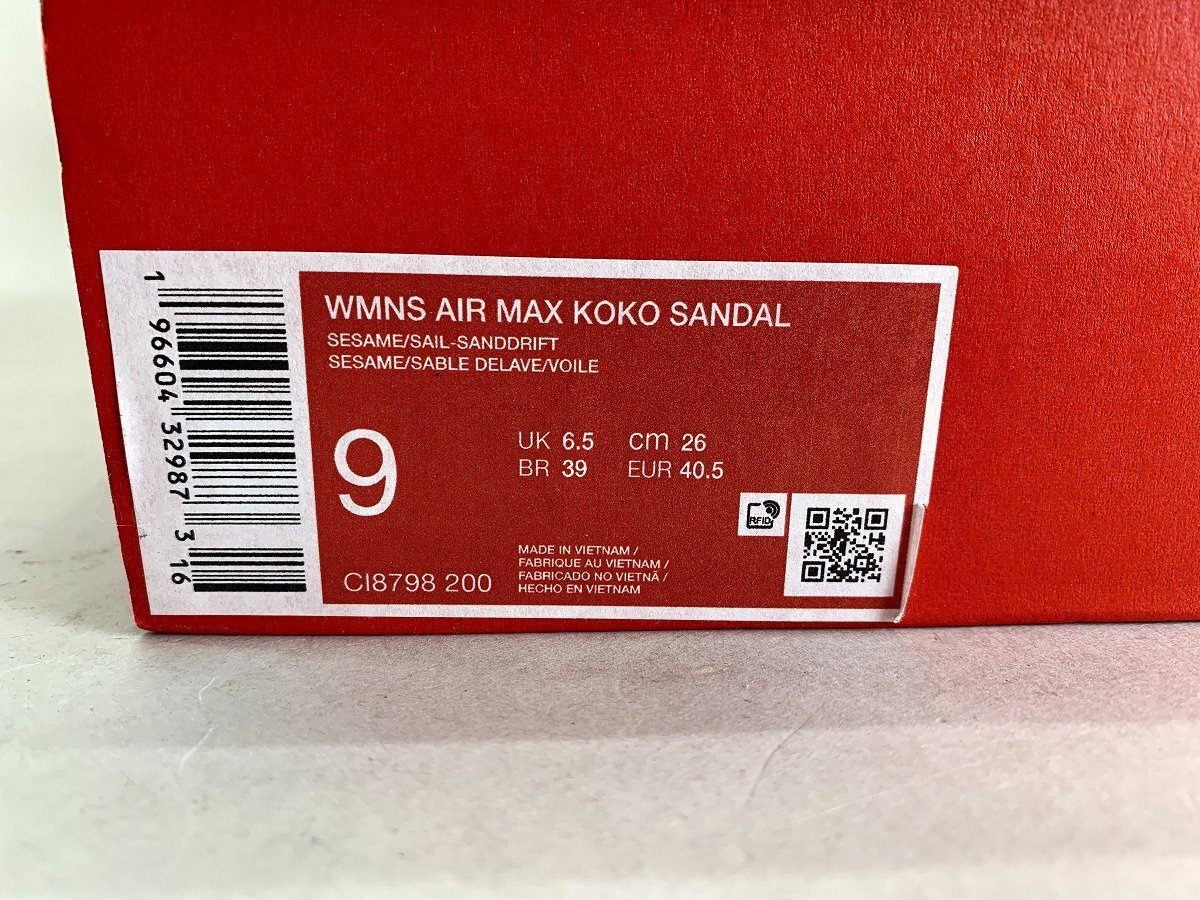 WMNS AIR MAX KOKO SANDAL
SESAME/SAIL-SANDDRIFT
SESAME/SABLE DELAVE/VOILE
9
UK 6.5 cm 26
BR 39 EUR 40.5
RFID
CI8798 200
MADE IN VIETNAM /
FABRIQUE AU VIETNAM /
FABRICADO NO VIETNÃ /
HECHO EN VIETNAM
1 96604 32987 3 16